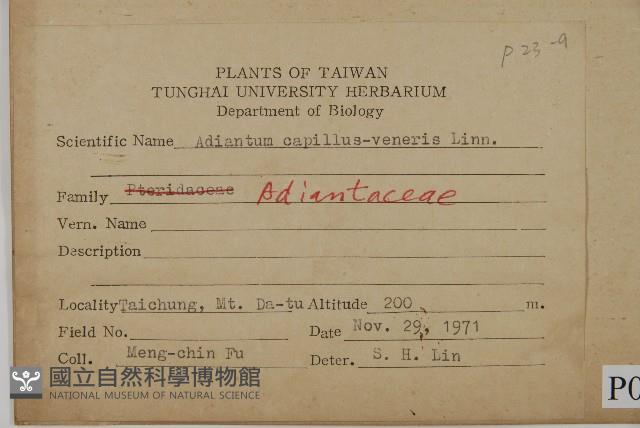 P 23-9
PLANTS OF TAIWAN
TUNGHAI UNIVERSITY HERBARIUM
Department of Biology
Scientific Name Adiantum capillus-veneris Linn.
Family Pteridaceae Adiantaceae
Vern. Name
Description
Locality Taichung, Mt. Da-tu Altitude 200 m.
Field No. Date Nov. 29, 1971
Coll. Meng-chin Fu Deter. S. H. Lin
國立自然科學博物館
NATIONAL MUSEUM OF NATURAL SCIENCE